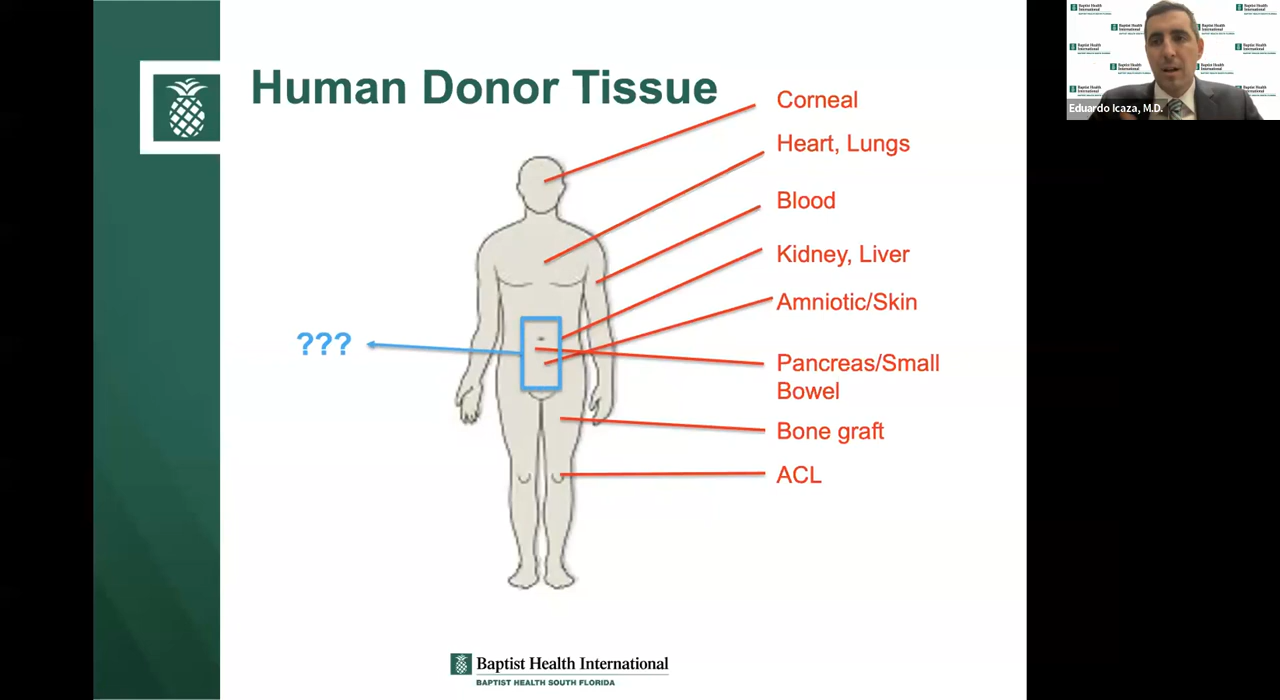 Human Donor Tissue
Corneal
Heart, Lungs
Blood
Kidney, Liver
Amniotic/Skin
???
Pancreas/Small
Bowel
Bone graft
ACL
Baptist Health International
BAPTIST HEALTH SOUTH FLORIDA
Eduardo Icaza, M.D.